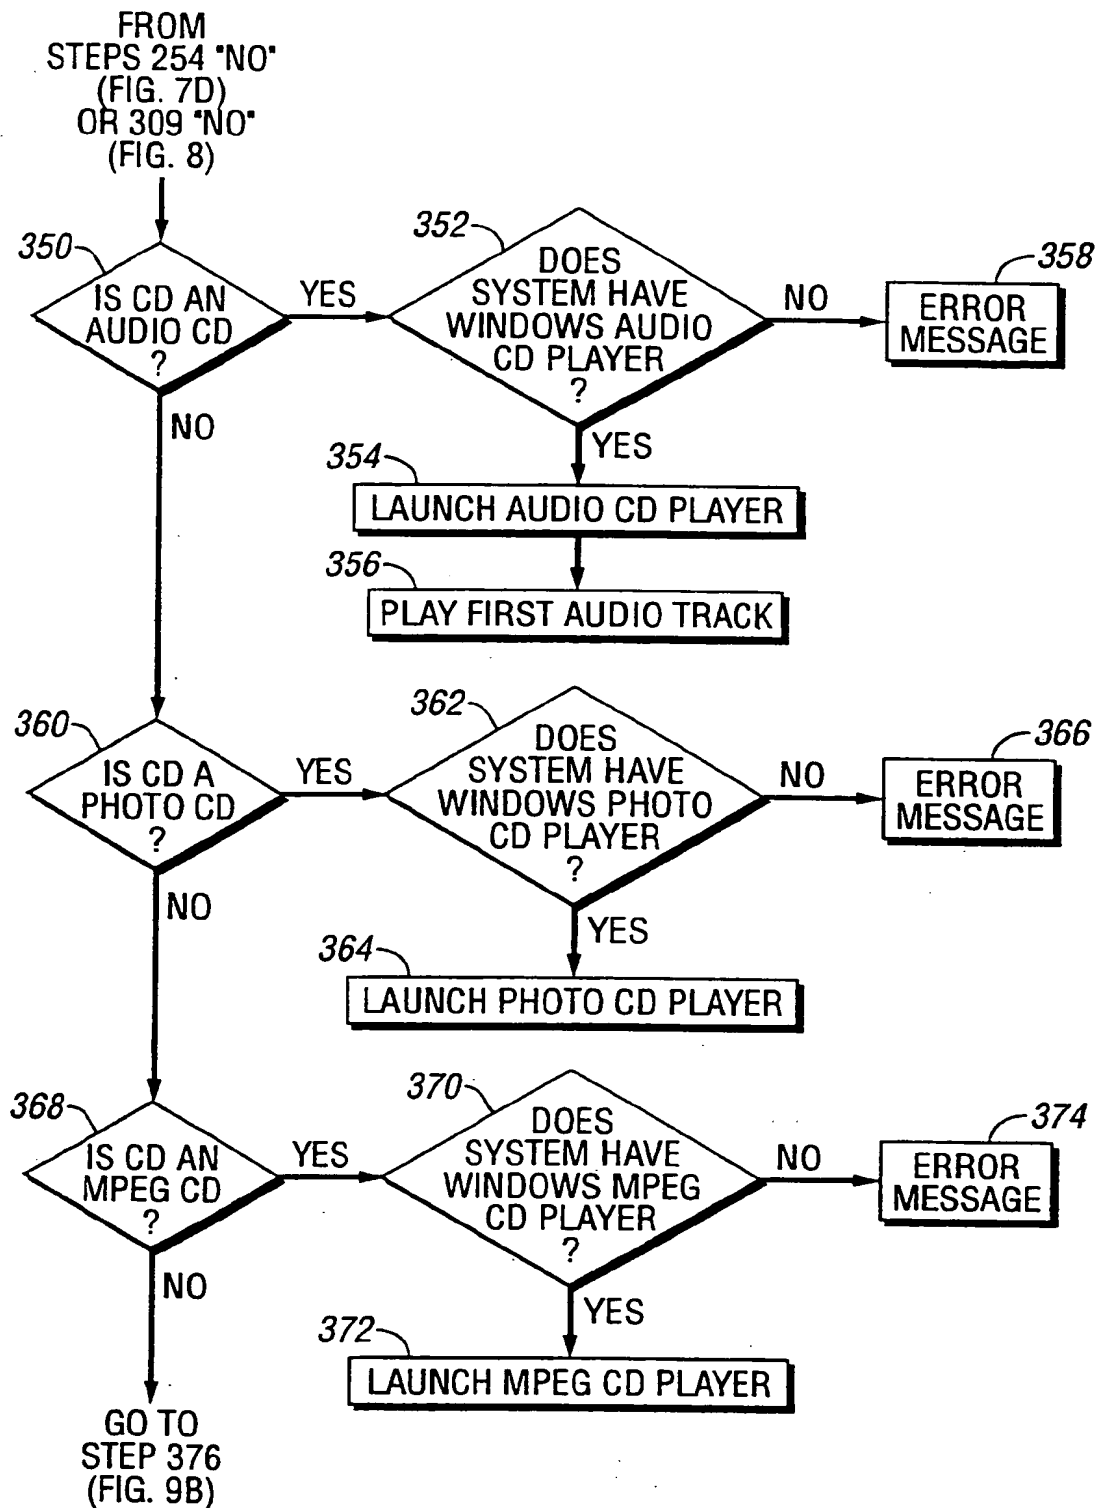 FROM
STEPS 254 "NO"
(FIG. 7D)
OR 309 "NO"
(FIG. 8)
350
IS CD AN
AUDIO CD
?
YES
NO
352
DOES
SYSTEM HAVE
WINDOWS AUDIO
CD PLAYER
?
NO
358
ERROR
MESSAGE
YES
354
LAUNCH AUDIO CD PLAYER
356
PLAY FIRST AUDIO TRACK
360
IS CD A
PHOTO CD
?
YES
NO
362
DOES
SYSTEM HAVE
WINDOWS PHOTO
CD PLAYER
?
NO
366
ERROR
MESSAGE
YES
364
LAUNCH PHOTO CD PLAYER
368
IS CD AN
MPEG CD
?
YES
NO
370
DOES
SYSTEM HAVE
WINDOWS MPEG
CD PLAYER
?
NO
374
ERROR
MESSAGE
YES
372
LAUNCH MPEG CD PLAYER
GO TO
STEP 376
(FIG. 9B)